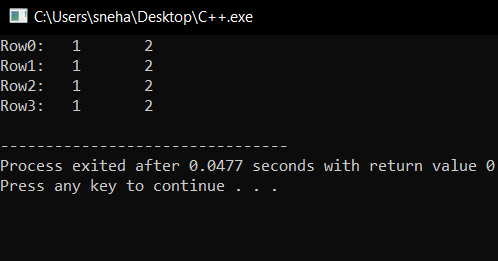 C:\Users\sneha\Desktop\C++.exe
Row0:   1       2
Row1:   1       2
Row2:   1       2
Row3:   1       2
--------------------------------
Process exited after 0.0477 seconds with return value 0
Press any key to continue . . .